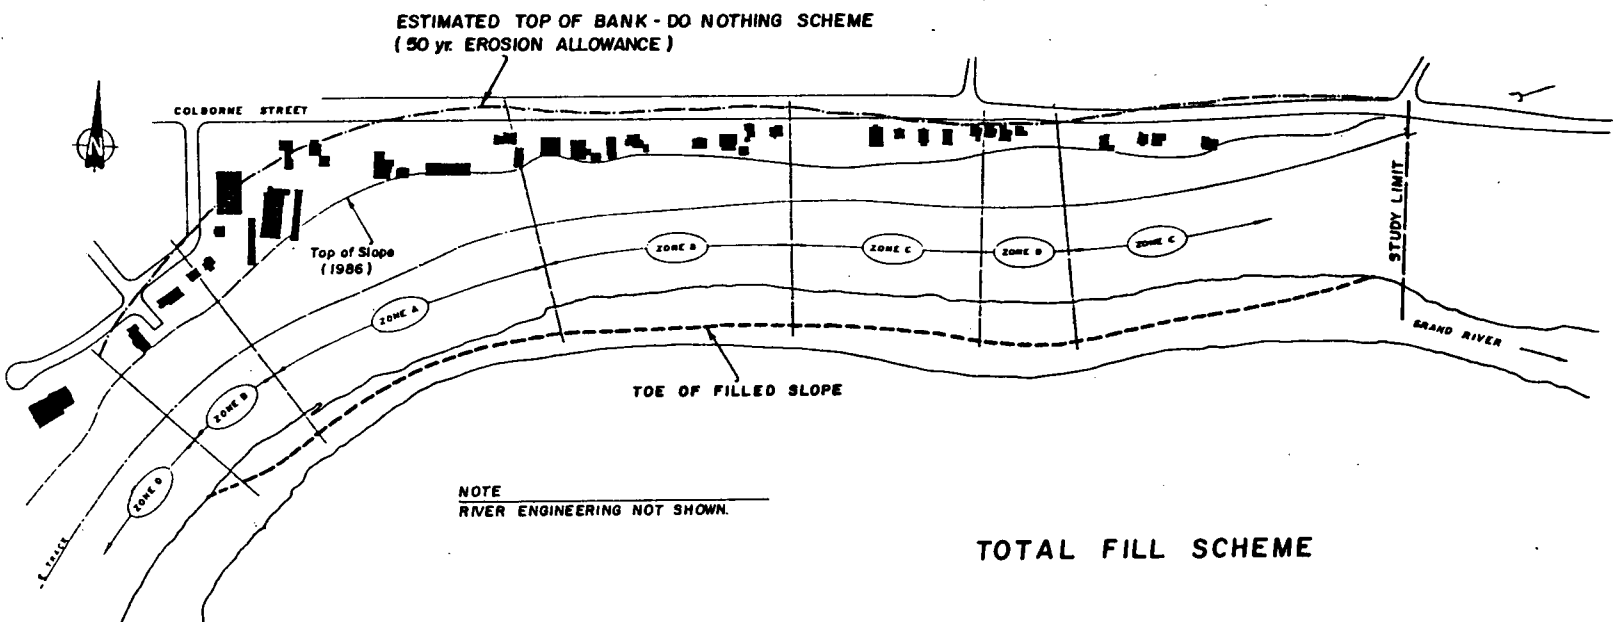 ESTIMATED TOP OF BANK - DO NOTHING SCHEME
(50 yr. EROSION ALLOWANCE)
COLBORNE STREET
N
Top of Slope
(1986)
STUDY LIMIT
ZONE B
ZONE C
ZONE D
ZONE C
ZONE A
ZONE B
ZONE D
GRAND RIVER
TOE OF FILLED SLOPE
NOTE
RIVER ENGINEERING NOT SHOWN.
TRACK
TOTAL FILL SCHEME